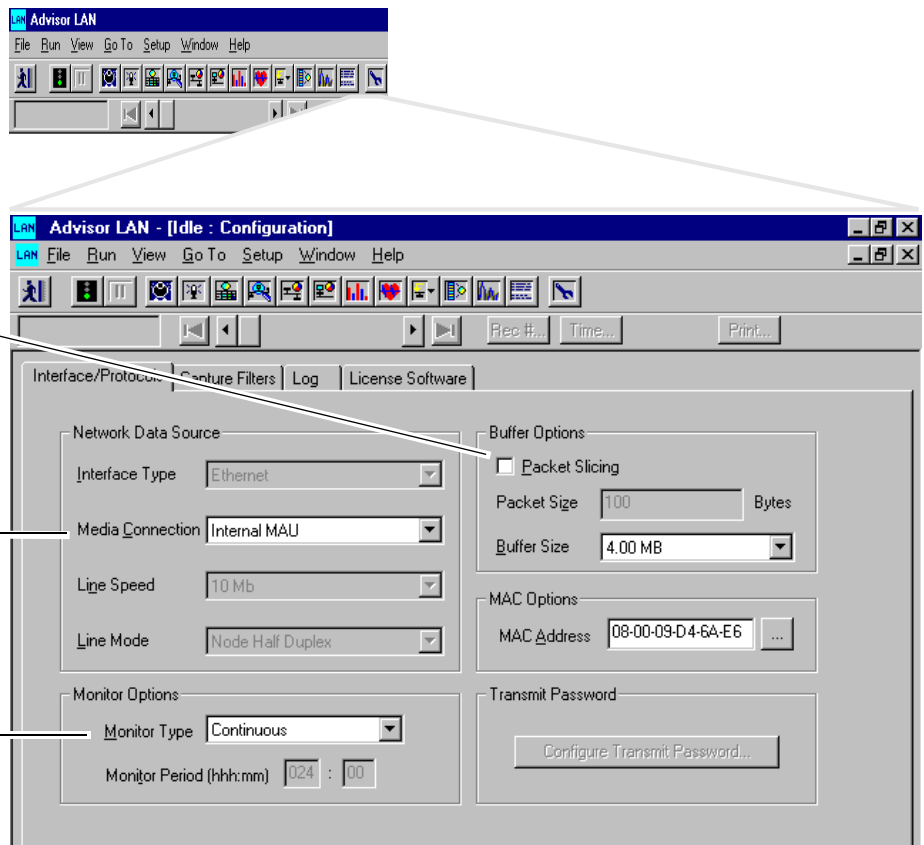 LAN Advisor LAN
File Run View Go To Setup Window Help
LAN Advisor LAN - [Idle : Configuration]
LAN File Run View Go To Setup Window Help
Rec #... Time... Print...
Interface/Protocols Capture Filters Log License Software
Network Data Source
Interface Type Ethernet
Media Connection Internal MAU
Line Speed 10 Mb
Line Mode Node Half Duplex
Buffer Options
Packet Slicing
Packet Size 100 Bytes
Buffer Size 4.00 MB
MAC Options
MAC Address 08-00-09-D4-6A-E6 ...
Monitor Options
Monitor Type Continuous
Monitor Period (hhh:mm) 024 : 00
Transmit Password
Configure Transmit Password...